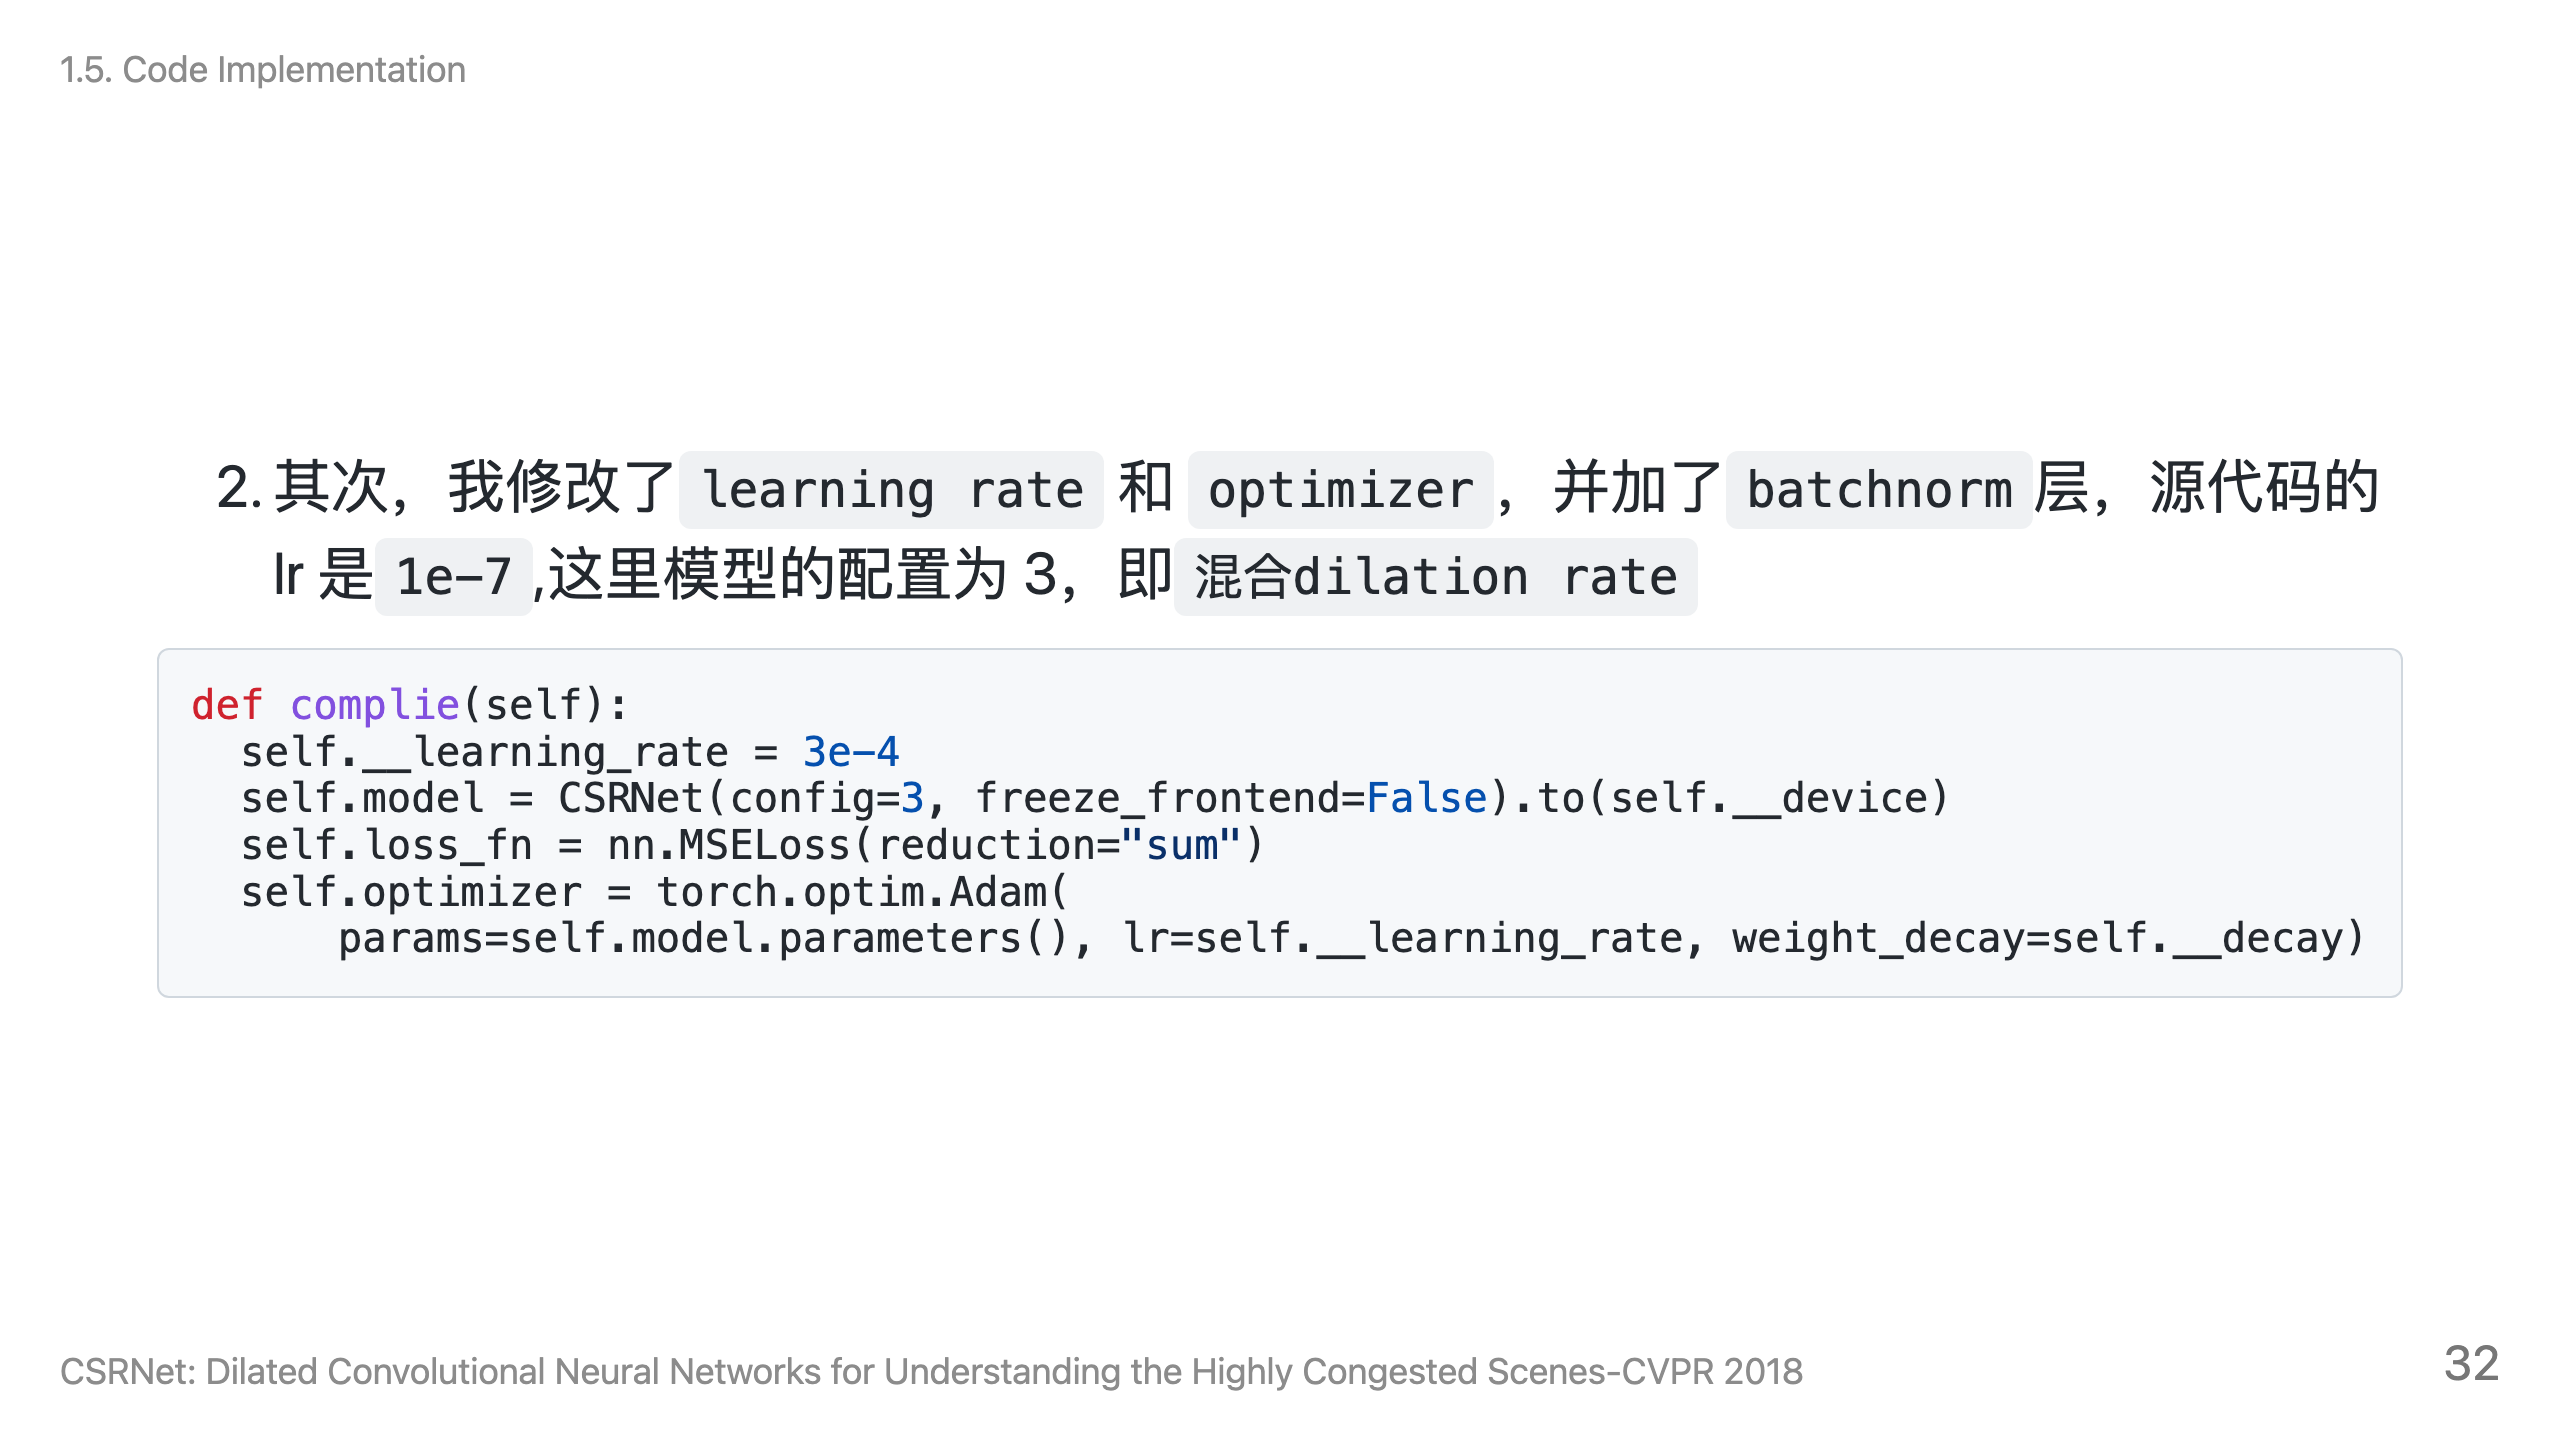 1.5. Code Implementation
2. 其次，我修改了 learning rate 和 optimizer ，并加了 batchnorm 层，源代码的
lr 是 1e-7 ,这里模型的配置为 3，即 混合dilation rate
def complie(self):
  self.__learning_rate = 3e-4
  self.model = CSRNet(config=3, freeze_frontend=False).to(self.__device)
  self.loss_fn = nn.MSELoss(reduction="sum")
  self.optimizer = torch.optim.Adam(
      params=self.model.parameters(), lr=self.__learning_rate, weight_decay=self.__decay)
CSRNet: Dilated Convolutional Neural Networks for Understanding the Highly Congested Scenes-CVPR 2018
32